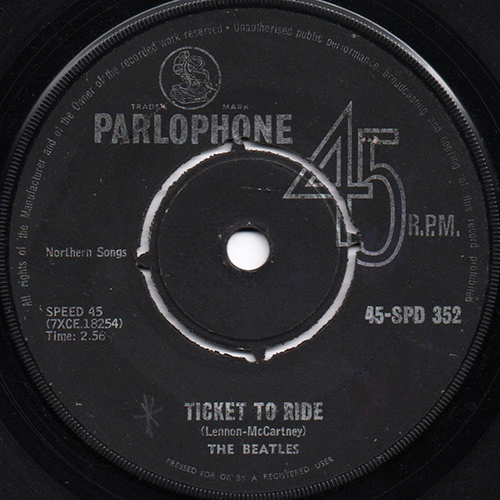 All rights of the Manufacturer and of the Owner of the recorded work reserved — Unauthorised public performance, broadcasting and copying of this record prohibited
TRADE MARK
PARLOPHONE
45
R.P.M.
Northern Songs
SPEED 45
(7XCE.18254)
Time: 2.56
45-SPD 352
TICKET TO RIDE
(Lennon-McCartney)
THE BEATLES
PRESSED FOR OR BY A REGISTERED USER